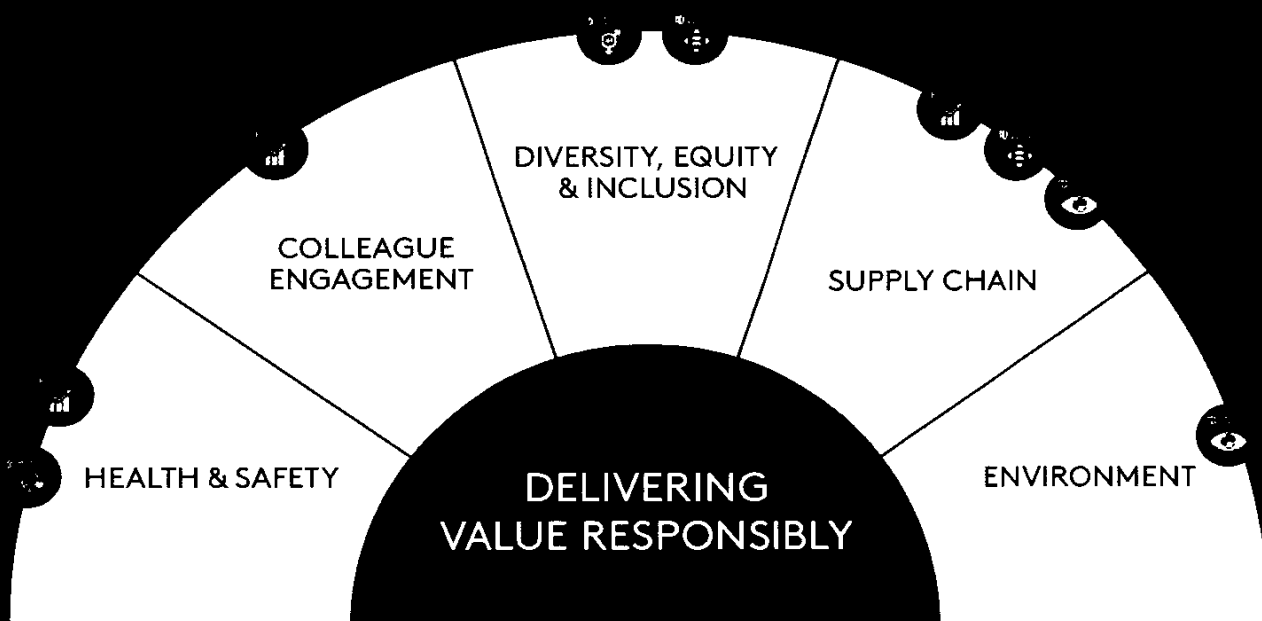 DIVERSITY, EQUITY
& INCLUSION
COLLEAGUE
ENGAGEMENT
SUPPLY CHAIN
HEALTH & SAFETY
ENVIRONMENT
DELIVERING
VALUE RESPONSIBLY